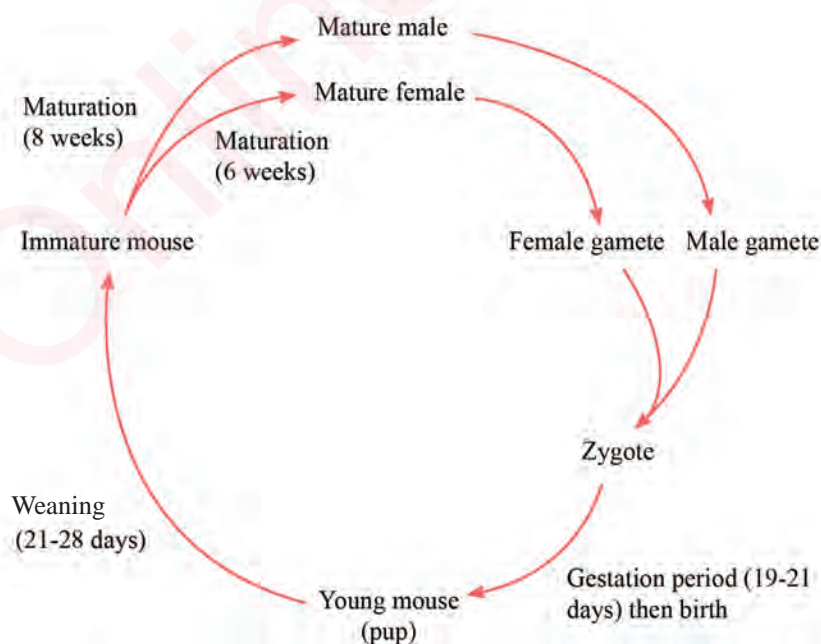 Mature male
Mature female
Maturation
(8 weeks)
Maturation
(6 weeks)
Immature mouse
Female gamete
Male gamete
Zygote
Weaning
(21-28 days)
Gestation period (19-21
days) then birth
Young mouse
(pup)
Online